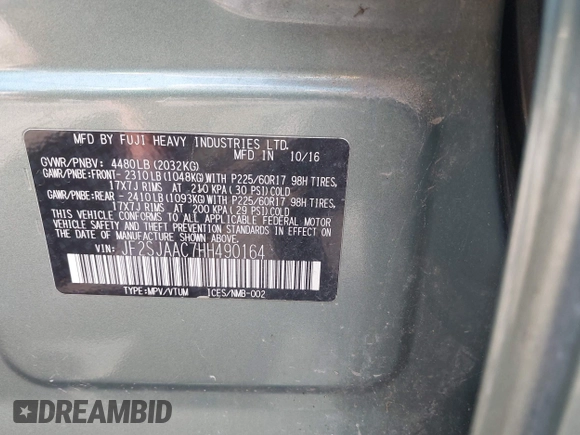 MFD BY FUJI HEAVY INDUSTRIES LTD.
MFD IN 10/16
GVWR/PNBV: 4480LB (2032KG)
GAWR/PNBE:FRONT- 2310LB(1048KG)WITH P225/60R17 98H TIRES,
17X7J RIMS AT 210 KPA(30 PSI)COLD
GAWR/PNBE:REAR - 2410LB(1093KG)WITH P225/60R17 98H TIRES,
17X7J RIMS AT 200 KPA(29 PSI)COLD
THIS VEHICLE CONFORMS TO ALL APPLICABLE FEDERAL MOTOR
VEHICLE SAFETY STANDARDS AND BUMPER STANDARDS IN EFFECT ON
THE DATE OF MANUFACTURE SHOWN ABOVE.
VIN: JF2SJAAC7HH490164
TYPE:MPV/VTUM ICES/NMB-002
DREAMBID